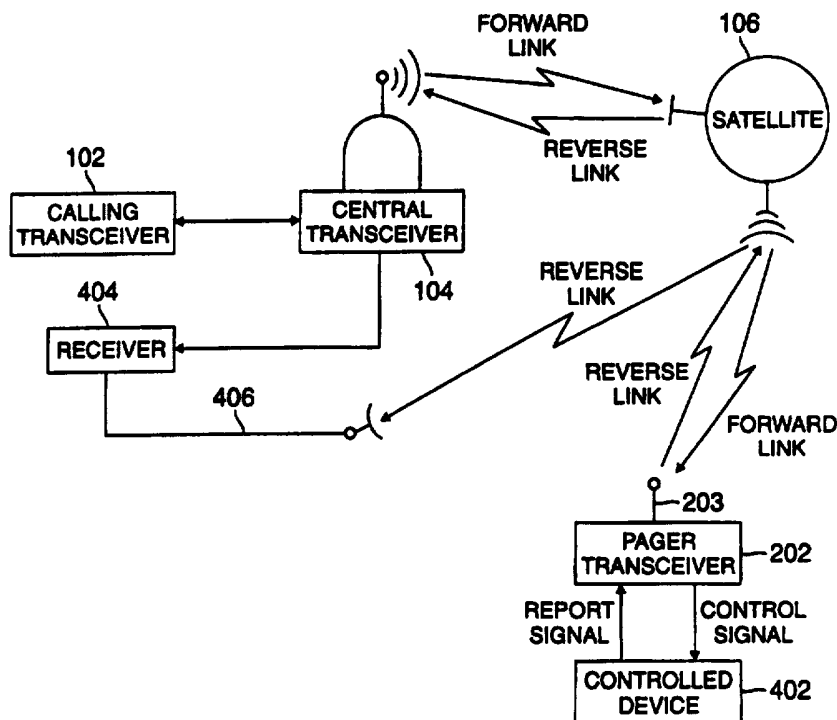 FORWARD
LINK
106
SATELLITE
REVERSE
LINK
102
CALLING
TRANSCEIVER
CENTRAL
TRANSCEIVER
104
REVERSE
LINK
404
RECEIVER
406
REVERSE
LINK
FORWARD
LINK
203
PAGER
TRANSCEIVER
202
REPORT
SIGNAL
CONTROL
SIGNAL
CONTROLLED
DEVICE
402